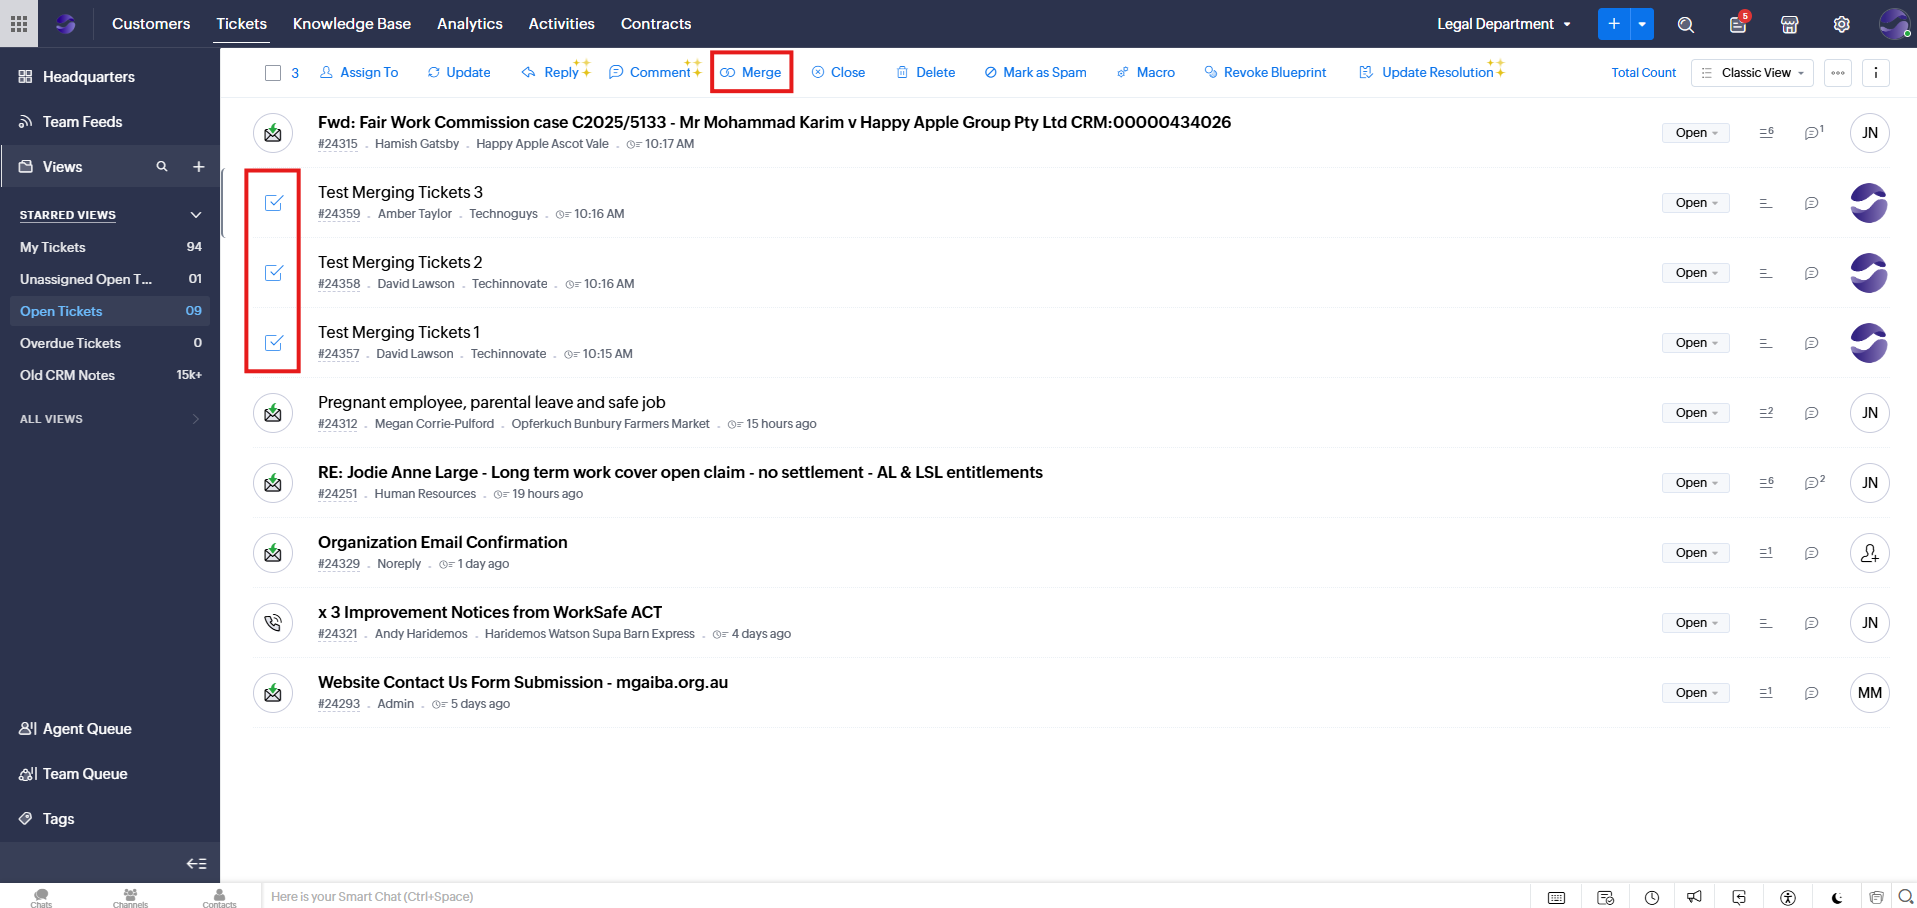 Customers Tickets Knowledge Base Analytics Activities Contracts Legal Department 5
Headquarters
Team Feeds
Views
STARRED VIEWS
My Tickets 94
Unassigned Open T... 01
Open Tickets 09
Overdue Tickets 0
Old CRM Notes 15k+
ALL VIEWS
Agent Queue
Team Queue
Tags
3 Assign To Update Reply Comment Merge Close Delete Mark as Spam Macro Revoke Blueprint Update Resolution Total Count Classic View
Fwd: Fair Work Commission case C2025/5133 - Mr Mohammad Karim v Happy Apple Group Pty Ltd CRM:00000434026
#24315 . Hamish Gatsby . Happy Apple Ascot Vale . 10:17 AM Open 6 1 JN
Test Merging Tickets 3
#24359 . Amber Taylor . Technoguys . 10:16 AM Open
Test Merging Tickets 2
#24358 . David Lawson . Techinnovate . 10:16 AM Open
Test Merging Tickets 1
#24357 . David Lawson . Techinnovate . 10:15 AM Open
Pregnant employee, parental leave and safe job
#24312 . Megan Corrie-Pulford . Opferkuch Bunbury Farmers Market . 15 hours ago Open 2 JN
RE: Jodie Anne Large - Long term work cover open claim - no settlement - AL & LSL entitlements
#24251 . Human Resources . 19 hours ago Open 6 2 JN
Organization Email Confirmation
#24329 . Noreply . 1 day ago Open 1
x 3 Improvement Notices from WorkSafe ACT
#24321 . Andy Haridemos . Haridemos Watson Supa Barn Express . 4 days ago Open JN
Website Contact Us Form Submission - mgaiba.org.au
#24293 . Admin . 5 days ago Open 1 MM
Chats Channels Contacts Here is your Smart Chat (Ctrl+Space)